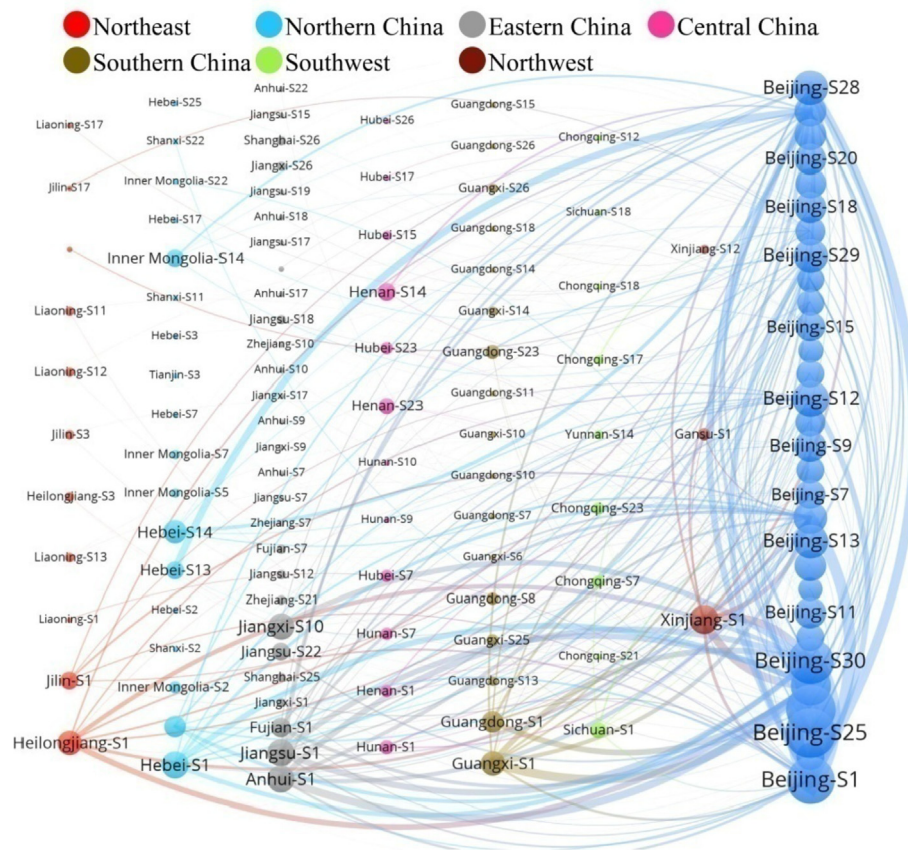 Northeast
Northern China
Eastern China
Central China
Southern China
Southwest
Northwest
Liaoning-S17
Jilin-S17
Liaoning-S11
Liaoning-S12
Jilin-S3
Heilongjiang-S3
Liaoning-S13
Liaoning-S1
Jilin-S1
Heilongjiang-S1
Hebei-S25
Shanxi-S22
Inner Mongolia-S22
Hebei-S17
Inner Mongolia-S14
Shanxi-S11
Hebei-S3
Tianjin-S3
Hebei-S7
Inner Mongolia-S7
Inner Mongolia-S5
Hebei-S14
Hebei-S13
Hebei-S2
Shanxi-S2
Inner Mongolia-S2
Hebei-S1
Anhui-S22
Jiangsu-S15
Shanghai-S26
Jiangxi-S26
Jiangsu-S19
Anhui-S18
Jiangsu-S17
Anhui-S17
Jiangsu-S18
Zhejiang-S10
Anhui-S10
Jiangxi-S17
Anhui-S9
Jiangxi-S9
Anhui-S7
Jiangsu-S7
Zhejiang-S7
Fujian-S7
Jiangsu-S12
Zhejiang-S21
Jiangxi-S10
Jiangsu-S22
Shanghai-S25
Jiangxi-S1
Fujian-S1
Jiangsu-S1
Anhui-S1
Hubei-S26
Hubei-S17
Hubei-S15
Henan-S14
Hubei-S23
Henan-S23
Hunan-S10
Hunan-S9
Hubei-S7
Hunan-S7
Henan-S1
Hunan-S1
Guangdong-S15
Guangdong-S26
Guangxi-S26
Guangdong-S18
Guangdong-S14
Guangxi-S14
Guangdong-S23
Guangdong-S11
Guangxi-S10
Guangdong-S10
Guangdong-S7
Guangxi-S6
Guangdong-S8
Guangxi-S25
Guangdong-S13
Guangdong-S1
Guangxi-S1
Chongqing-S12
Sichuan-S18
Chongqing-S18
Chongqing-S17
Yunnan-S14
Chongqing-S23
Chongqing-S7
Chongqing-S21
Sichuan-S1
Xinjiang-S12
Gansu-S1
Xinjiang-S1
Beijing-S28
Beijing-S20
Beijing-S18
Beijing-S29
Beijing-S15
Beijing-S12
Beijing-S9
Beijing-S7
Beijing-S13
Beijing-S11
Beijing-S30
Beijing-S25
Beijing-S1